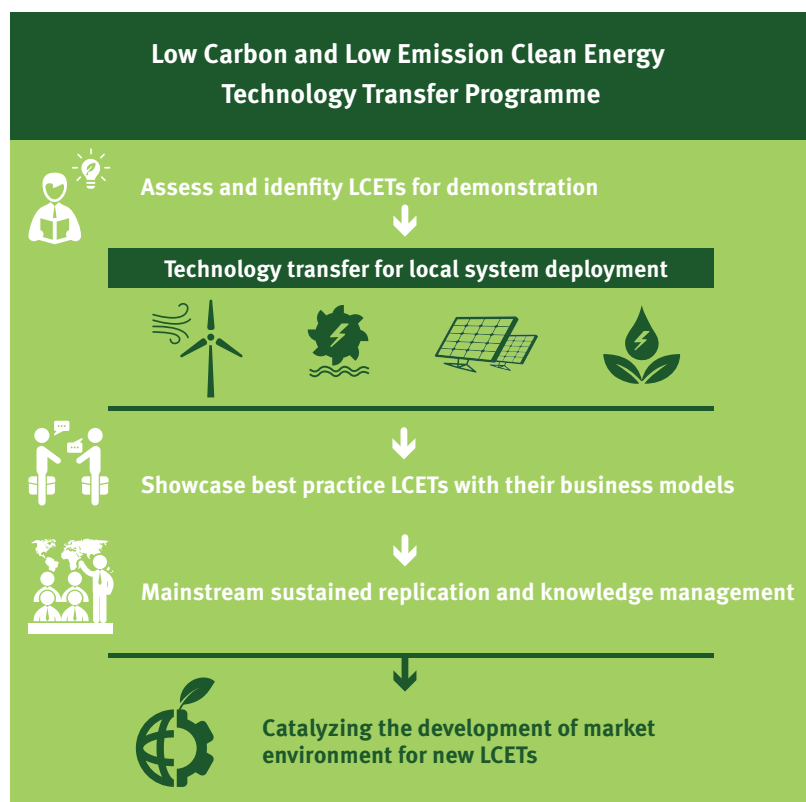 Low Carbon and Low Emission Clean Energy
Technology Transfer Programme
Assess and idenfity LCETs for demonstration
Technology transfer for local system deployment
Showcase best practice LCETs with their business models
Mainstream sustained replication and knowledge management
Catalyzing the development of market
environment for new LCETs